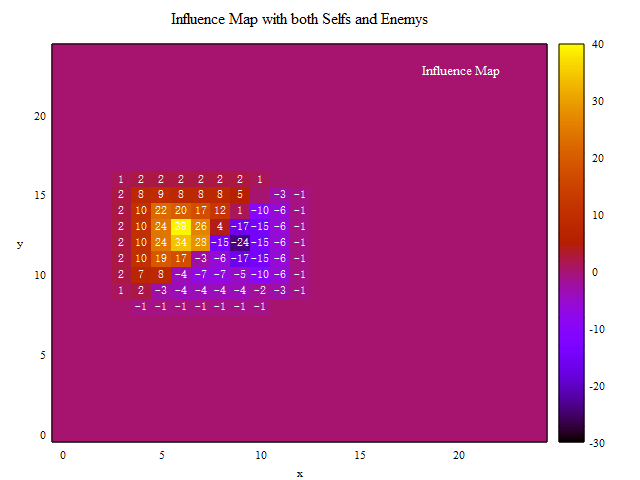 Influence Map with both Selfs and Enemys
Influence Map
40
30
20
10
0
-10
-20
-30
20
15
10
5
0
y
1 2 2 2 2 2 2 1
2 8 9 8 8 8 5 -3 -1
2 10 22 20 17 12 1 -10 -6 -1
2 10 24 39 26 4 -17 -15 -6 -1
2 10 24 34 28 -15 -24 -15 -6 -1
2 10 19 17 -3 -6 -17 -15 -6 -1
2 7 8 -4 -7 -7 -5 -10 -6 -1
1 2 -3 -4 -4 -4 -4 -2 -3 -1
-1 -1 -1 -1 -1 -1 -1
0 5 10 15 20
x